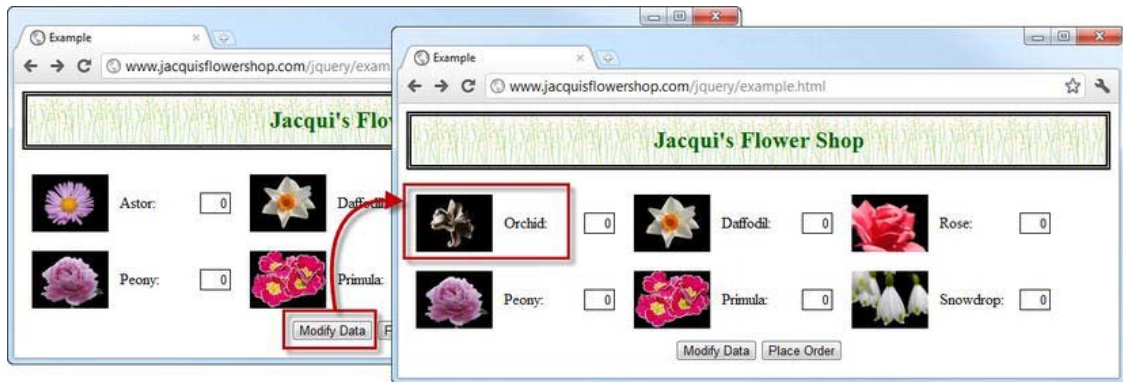 Example
www.jacquisflowershop.com/jquery/exam
Jacqui's Flo
Astor: 0
Daffodil:
Peony: 0
Primula:
Modify Data
Example
www.jacquisflowershop.com/jquery/example.html
Jacqui's Flower Shop
Orchid: 0 Daffodil: 0 Rose: 0
Peony: 0 Primula: 0 Snowdrop: 0
Modify Data Place Order